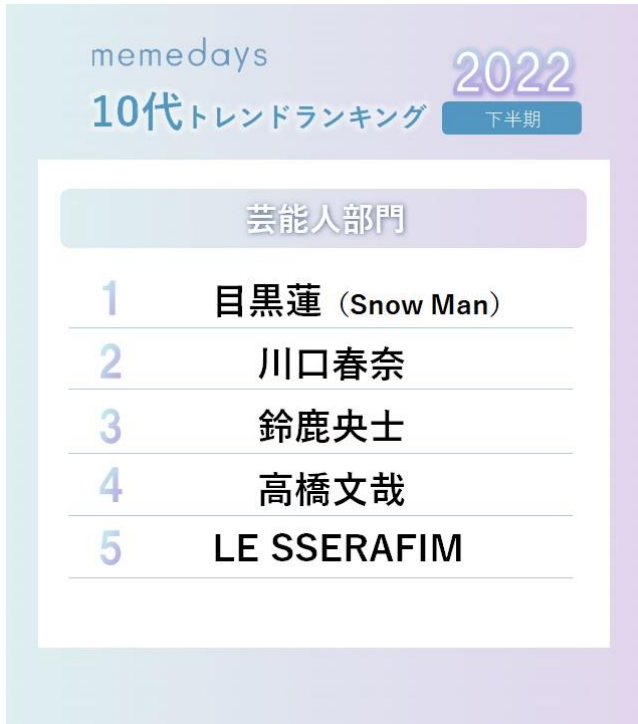 memedays
2022
10代トレンドランキング
下半期
芸能人部門
1 目黒蓮（Snow Man）
2 川口春奈
3 鈴鹿央士
4 高橋文哉
5 LE SSERAFIM